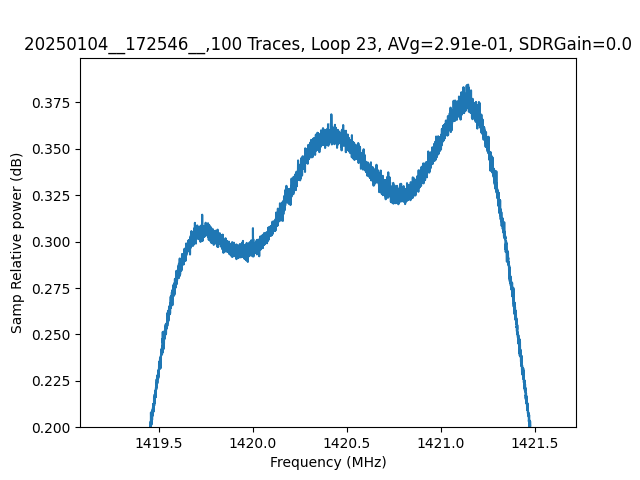 20250104__172546__,100 Traces, Loop 23, AVg=2.91e-01, SDRGain=0.0
0.375
0.350
0.325
0.300
0.275
0.250
0.225
0.200
Samp Relative power (dB)
1419.5 1420.0 1420.5 1421.0 1421.5
Frequency (MHz)